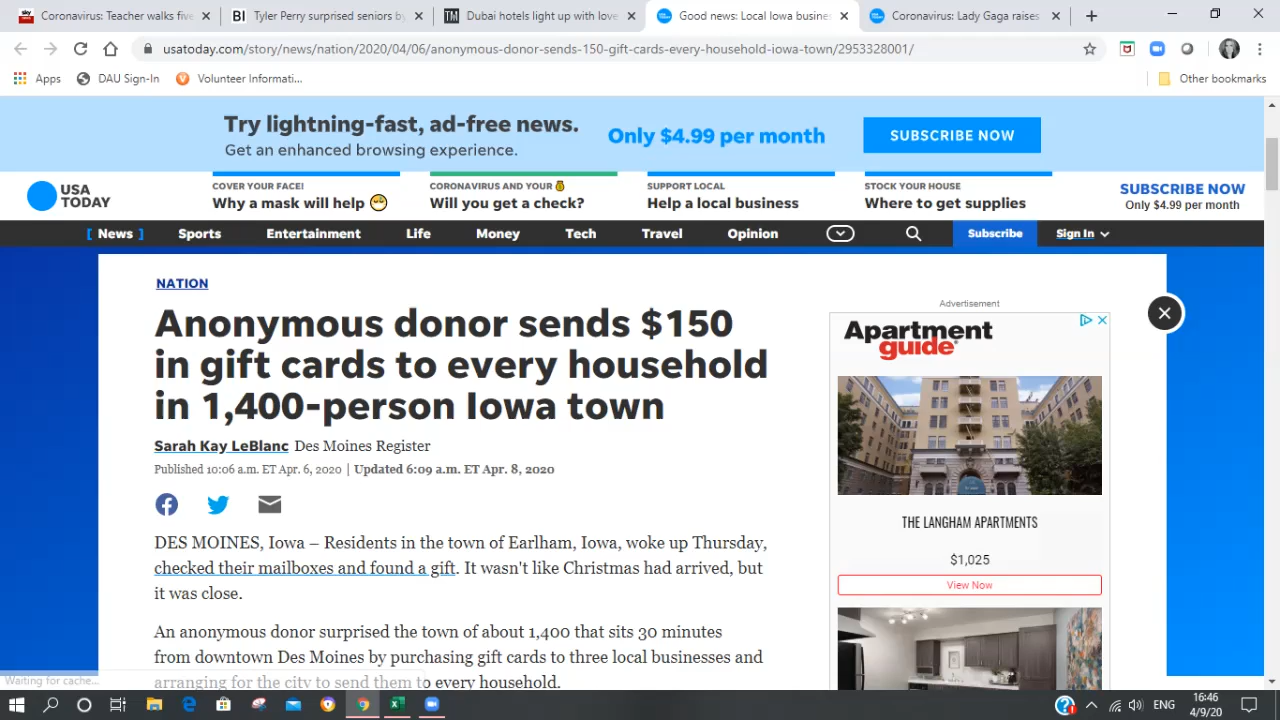 Coronavirus: Teacher walks five
Tyler Perry surprised seniors sh
Dubai hotels light up with love
Good news: Local Iowa busine
Coronavirus: Lady Gaga raises
usatoday.com/story/news/nation/2020/04/06/anonymous-donor-sends-150-gift-cards-every-household-iowa-town/2953328001/
Apps
DAU Sign-In
Volunteer Informati...
Other bookmarks
Try lightning-fast, ad-free news.
Get an enhanced browsing experience.
Only $4.99 per month
SUBSCRIBE NOW
USA
TODAY
COVER YOUR FACE!
Why a mask will help
CORONAVIRUS AND YOUR
Will you get a check?
SUPPORT LOCAL
Help a local business
STOCK YOUR HOUSE
Where to get supplies
SUBSCRIBE NOW
Only $4.99 per month
[ News ] Sports Entertainment Life Money Tech Travel Opinion Subscribe Sign In
NATION
Anonymous donor sends $150
in gift cards to every household
in 1,400-person Iowa town
Sarah Kay LeBlanc Des Moines Register
Published 10:06 a.m. ET Apr. 6, 2020 | Updated 6:09 a.m. ET Apr. 8, 2020
DES MOINES, Iowa – Residents in the town of Earlham, Iowa, woke up Thursday,
checked their mailboxes and found a gift. It wasn't like Christmas had arrived, but
it was close.
An anonymous donor surprised the town of about 1,400 that sits 30 minutes
from downtown Des Moines by purchasing gift cards to three local businesses and
arranging for the city to send them to every household.
Advertisement
Apartment
guide
THE LANGHAM APARTMENTS
$1,025
View Now
Waiting for cache...
ENG
16:46
4/9/20